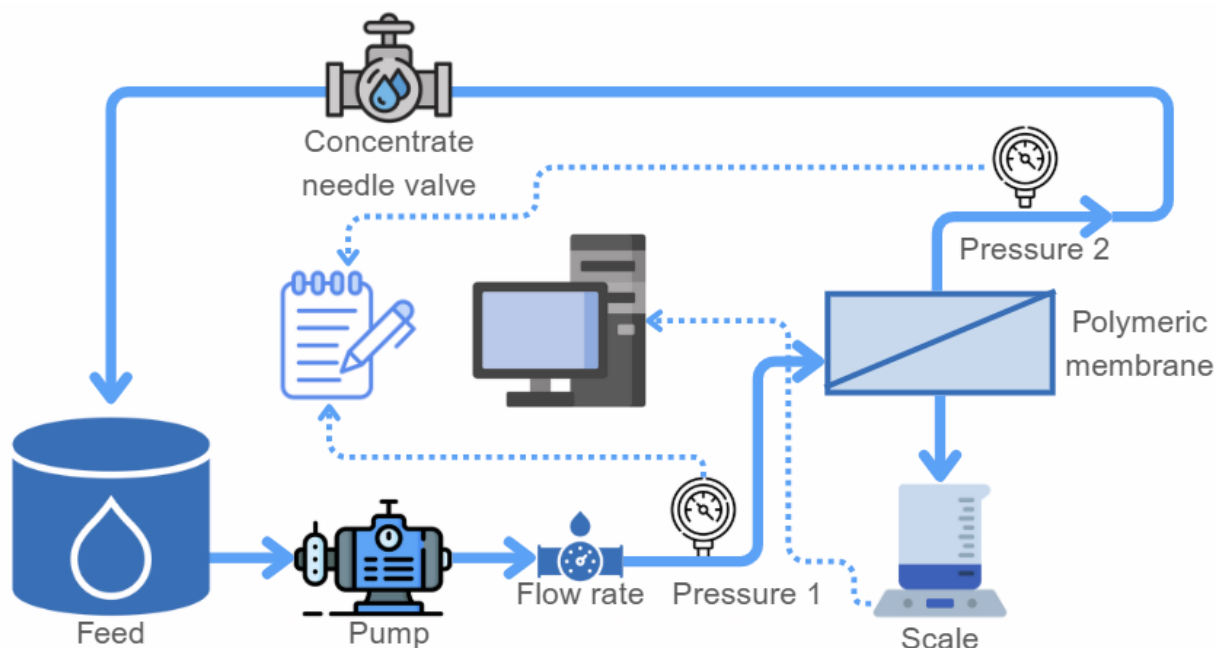 Concentrate
needle valve
Pressure 2
Polymeric
membrane
Flow rate
Pressure 1
Feed
Pump
Scale